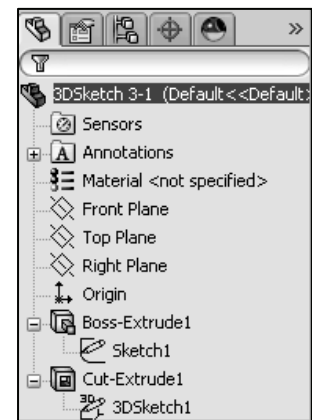 »
3DSketch 3-1 (Default<<Default>
Sensors
A Annotations
Material <not specified>
Front Plane
Top Plane
Right Plane
Origin
Boss-Extrude1
Sketch1
Cut-Extrude1
3D 3DSketch1